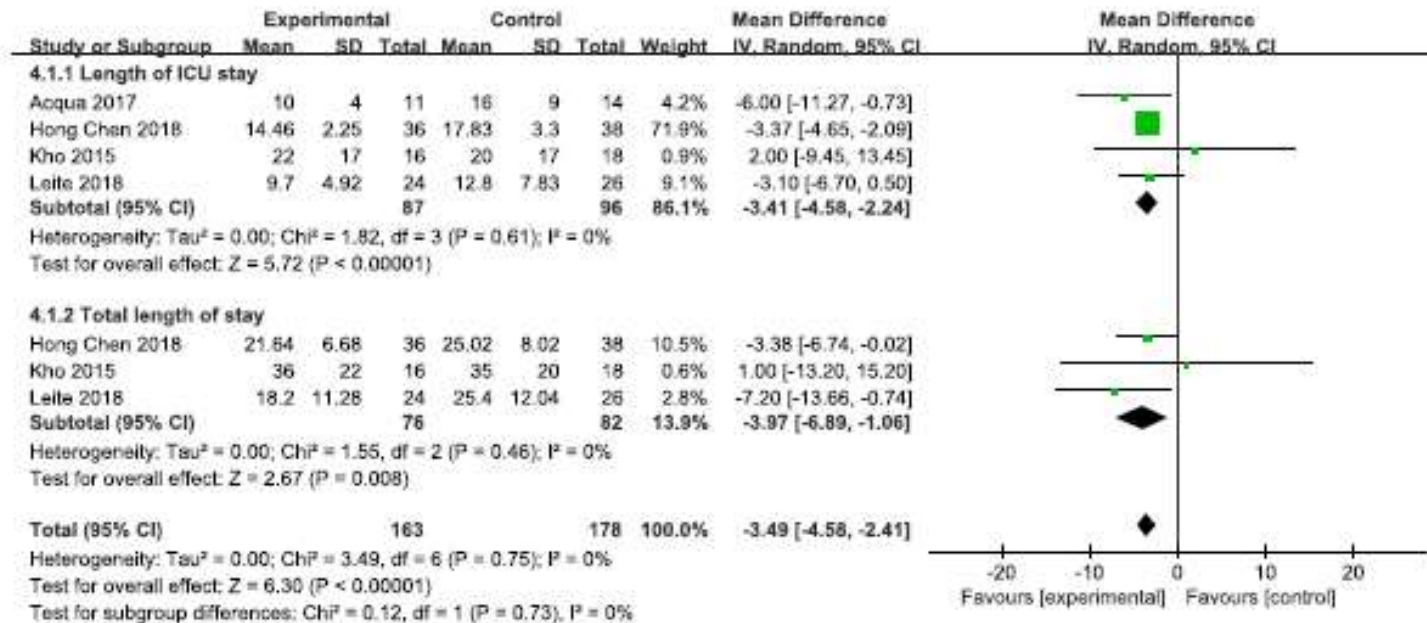 Experimental Control Mean Difference Mean Difference
Study or Subgroup Mean SD Total Mean SD Total Weight IV, Random, 95% CI IV, Random, 95% CI
4.1.1 Length of ICU stay
Acqua 2017 10 4 11 16 9 14 4.2% -6.00 [-11.27, -0.73]
Hong Chen 2018 14.46 2.25 36 17.83 3.3 38 71.9% -3.37 [-4.65, -2.09]
Kho 2015 22 17 16 20 17 18 0.9% 2.00 [-9.45, 13.45]
Leite 2018 9.7 4.92 24 12.8 7.83 26 9.1% -3.10 [-6.70, 0.50]
Subtotal (95% CI) 87 96 86.1% -3.41 [-4.58, -2.24]
Heterogeneity: Tau² = 0.00; Chi² = 1.82, df = 3 (P = 0.61); I² = 0%
Test for overall effect: Z = 5.72 (P < 0.00001)
4.1.2 Total length of stay
Hong Chen 2018 21.64 6.68 36 25.02 8.02 38 10.5% -3.38 [-6.74, -0.02]
Kho 2015 36 22 16 35 20 18 0.6% 1.00 [-13.20, 15.20]
Leite 2018 18.2 11.28 24 25.4 12.04 26 2.8% -7.20 [-13.66, -0.74]
Subtotal (95% CI) 76 82 13.9% -3.97 [-6.89, -1.06]
Heterogeneity: Tau² = 0.00; Chi² = 1.55, df = 2 (P = 0.46); I² = 0%
Test for overall effect: Z = 2.67 (P = 0.008)
Total (95% CI) 163 178 100.0% -3.49 [-4.58, -2.41]
Heterogeneity: Tau² = 0.00; Chi² = 3.49, df = 6 (P = 0.75); I² = 0%
Test for overall effect: Z = 6.30 (P < 0.00001)
Test for subgroup differences: Chi² = 0.12, df = 1 (P = 0.73), I² = 0%
-20 -10 0 10 20
Favours [experimental] Favours [control]